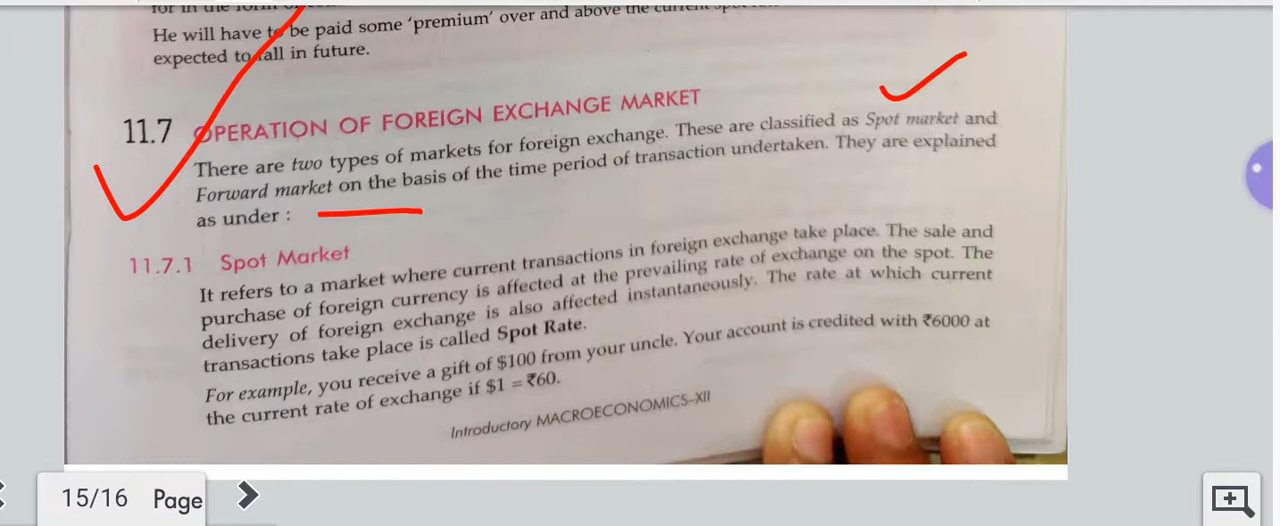 He will have to be paid some ‘premium’ over and above the current
expected to fall in future.
11.7 OPERATION OF FOREIGN EXCHANGE MARKET
There are two types of markets for foreign exchange. These are classified as Spot market and
Forward market on the basis of the time period of transaction undertaken. They are explained
as under :
11.7.1 Spot Market
It refers to a market where current transactions in foreign exchange take place. The sale and
purchase of foreign currency is affected at the prevailing rate of exchange on the spot. The
delivery of foreign exchange is also affected instantaneously. The rate at which current
transactions take place is called Spot Rate.
For example, you receive a gift of $100 from your uncle. Your account is credited with ₹6000 at
the current rate of exchange if $1 = ₹60.
Introductory MACROECONOMICS–XII
15/16 Page